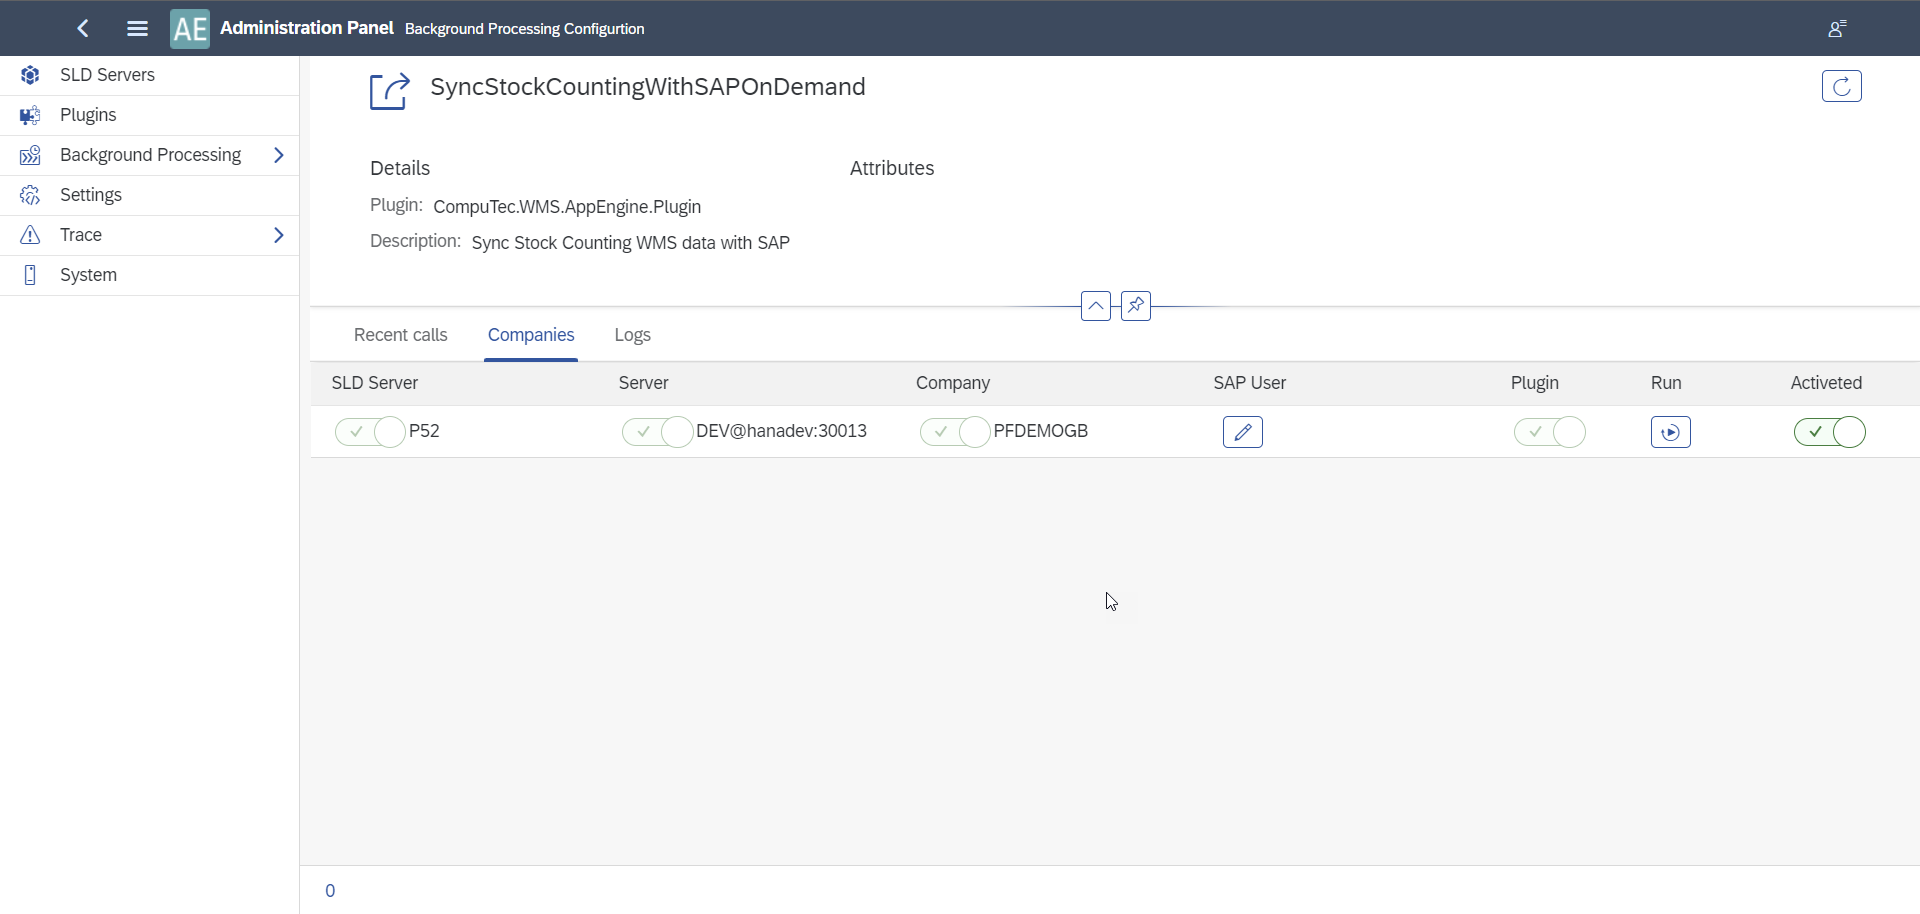 AE Administration Panel Background Processing Configurtion
SLD Servers
Plugins
Background Processing
Settings
Trace
System
SyncStockCountingWithSAPOnDemand
Details
Attributes
Plugin: CompuTec.WMS.AppEngine.Plugin
Description: Sync Stock Counting WMS data with SAP
Recent calls Companies Logs
SLD Server Server Company SAP User Plugin Run Activeted
P52 DEV@hanadev:30013 PFDEMOGB
0